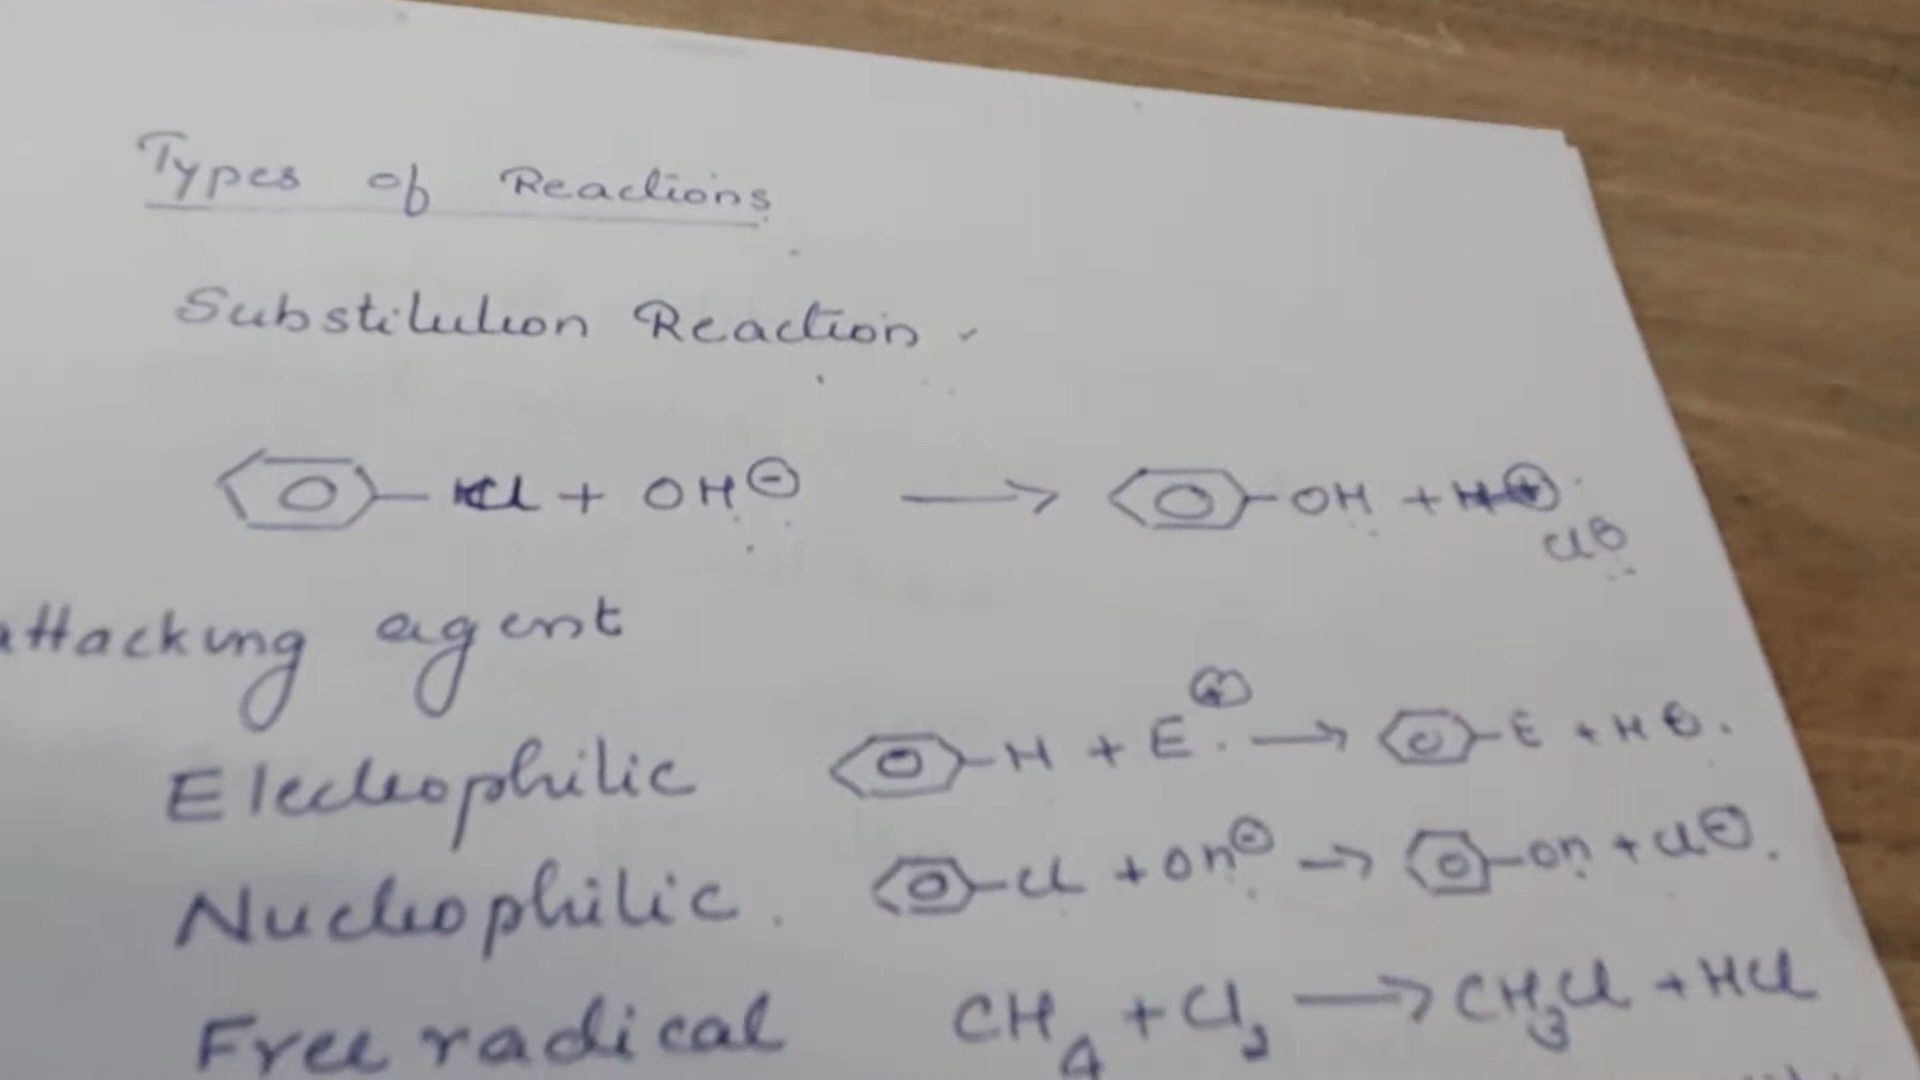 Types of Reactions
Substitution Reaction
⌬-Cl + OH⊖ → ⌬-OH + Cl⊖
attacking agent
Electrophilic ⌬-H + E⊕ → ⌬-E + H⊕.
Nucleophilic. ⌬-Cl + OH⊖ → ⌬-OH + Cl⊖.
Free radical CH₄ + Cl₂ → CH₃Cl + HCl